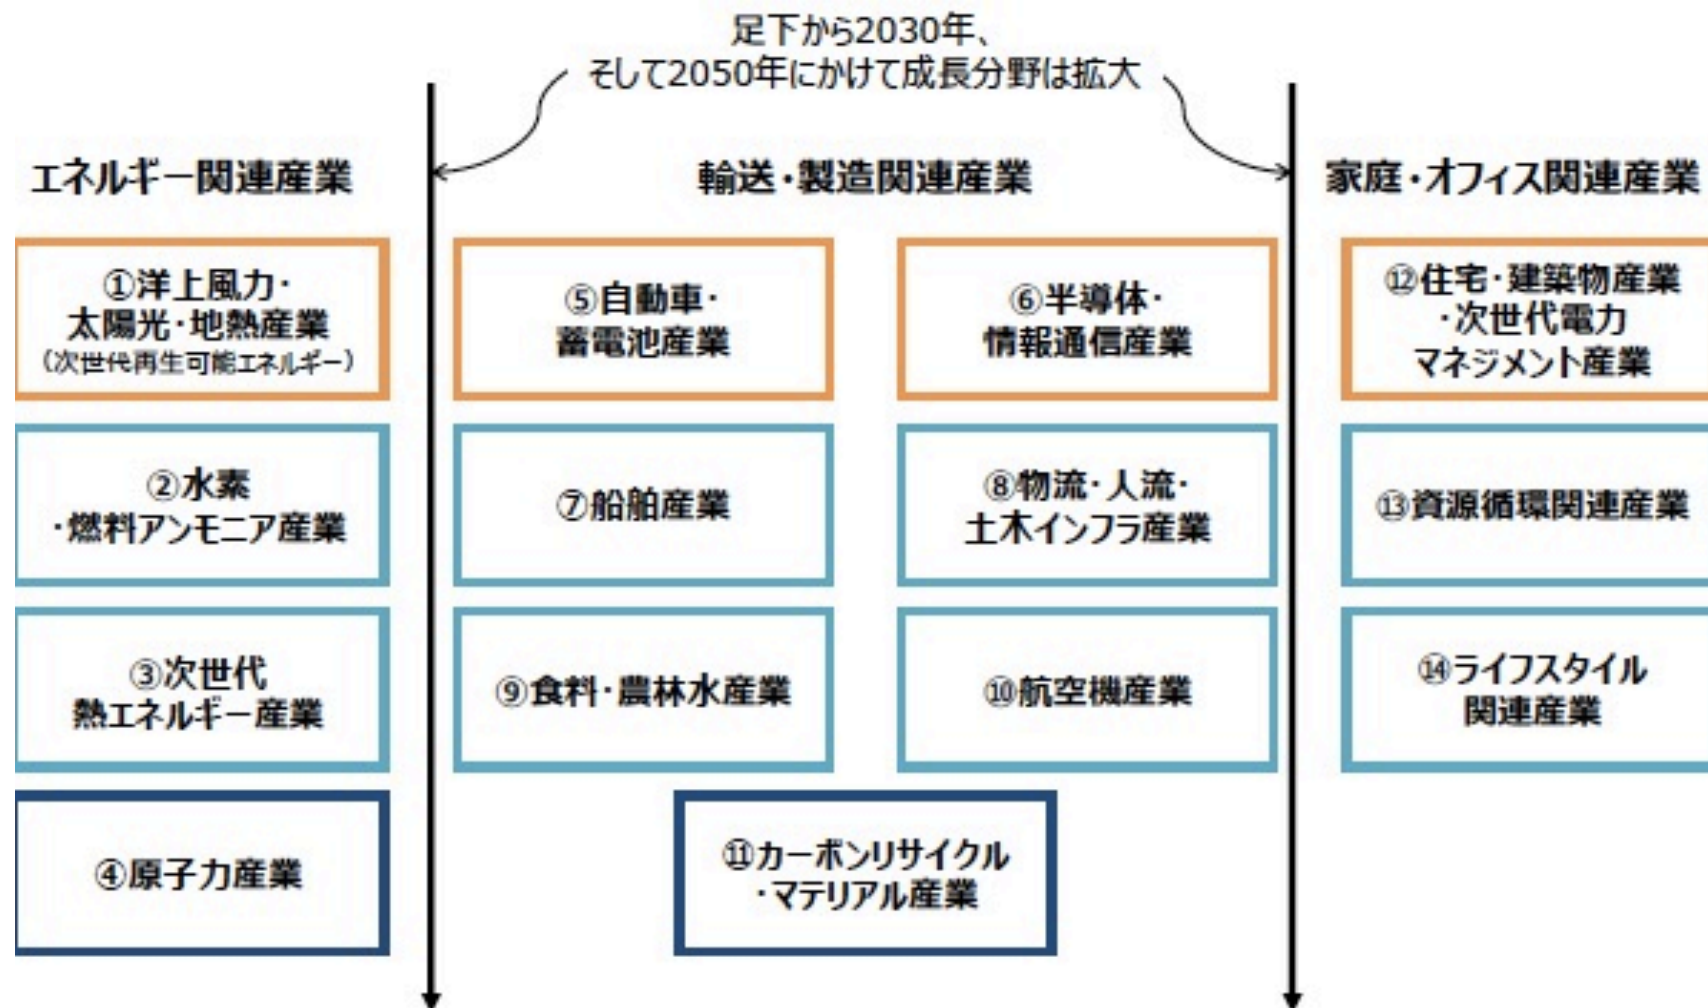 足下から2030年、
そして2050年にかけて成長分野は拡大
エネルギー関連産業
輸送・製造関連産業
家庭・オフィス関連産業
①洋上風力・
太陽光・地熱産業
（次世代再生可能エネルギー）
⑤自動車・
蓄電池産業
⑥半導体・
情報通信産業
⑫住宅・建築物産業
・次世代電力
マネジメント産業
②水素
・燃料アンモニア産業
⑦船舶産業
⑧物流・人流・
土木インフラ産業
⑬資源循環関連産業
③次世代
熱エネルギー産業
⑨食料・農林水産業
⑩航空機産業
⑭ライフスタイル
関連産業
④原子力産業
⑪カーボンリサイクル
・マテリアル産業